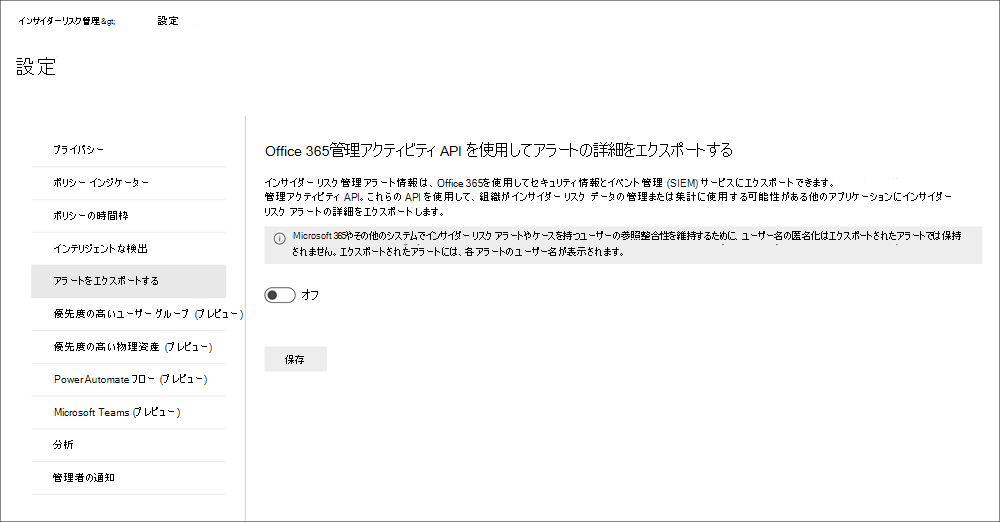 インサイダーリスク管理&gt; 設定
設定
プライバシー
ポリシー インジケーター
ポリシーの時間枠
インテリジェントな検出
アラートをエクスポートする
優先度の高いユーザー グループ (プレビュー)
優先度の高い物理資産 (プレビュー)
Power Automate フロー (プレビュー)
Microsoft Teams (プレビュー)
分析
管理者の通知
Office 365管理アクティビティ API を使用してアラートの詳細をエクスポートする
インサイダー リスク管理アラート情報は、Office 365を使用してセキュリティ情報とイベント管理 (SIEM) サービスにエクスポートできます。
管理アクティビティ API。これらの API を使用して、組織がインサイダー リスク データの管理または集計に使用する可能性がある他のアプリケーションにインサイダー
リスク アラートの詳細をエクスポートします。
Microsoft 365やその他のシステムでインサイダー リスク アラートやケースを持つユーザーの参照整合性を維持するために、ユーザー名の匿名化はエクスポートされたアラートでは保持
されません。エクスポートされたアラートには、各アラートのユーザー名が表示されます。
オフ
保存